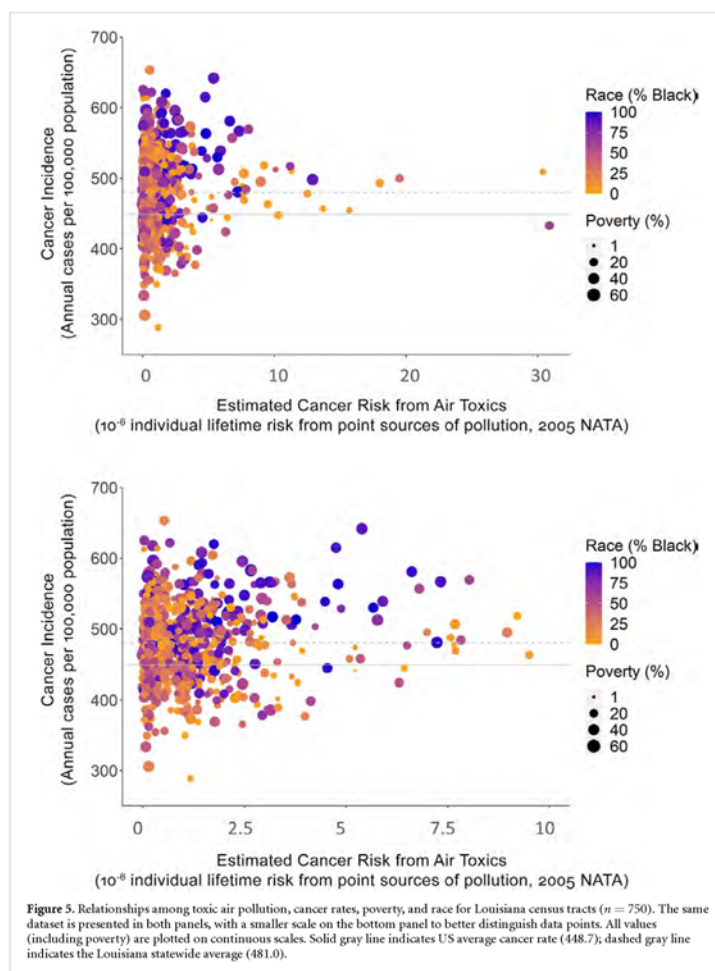 700
600
500
400
300
Cancer Incidence
(Annual cases per 100,000 population)
0
10
20
30
Estimated Cancer Risk from Air Toxics
(10⁻⁶ individual lifetime risk from point sources of pollution, 2005 NATA)
Race (% Black)
100
75
50
25
0
Poverty (%)
1
20
40
60
700
600
500
400
300
Cancer Incidence
(Annual cases per 100,000 population)
0
2.5
5
7.5
10
Estimated Cancer Risk from Air Toxics
(10⁻⁶ individual lifetime risk from point sources of pollution, 2005 NATA)
Race (% Black)
100
75
50
25
0
Poverty (%)
1
20
40
60
Figure 5. Relationships among toxic air pollution, cancer rates, poverty, and race for Louisiana census tracts (n = 750). The same
dataset is presented in both panels, with a smaller scale on the bottom panel to better distinguish data points. All values
(including poverty) are plotted on continuous scales. Solid gray line indicates US average cancer rate (448.7); dashed gray line
indicates the Louisiana statewide average (481.0).